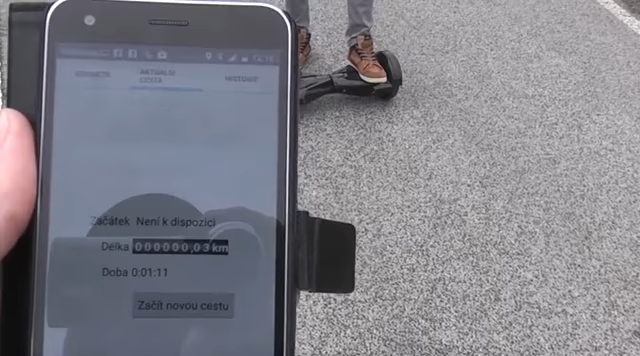 AKTUÁLNÍ
CESTA
Začátek Není k dispozici
Délka 000000,03 km
Doba 0:01:11
Začít novou cestu